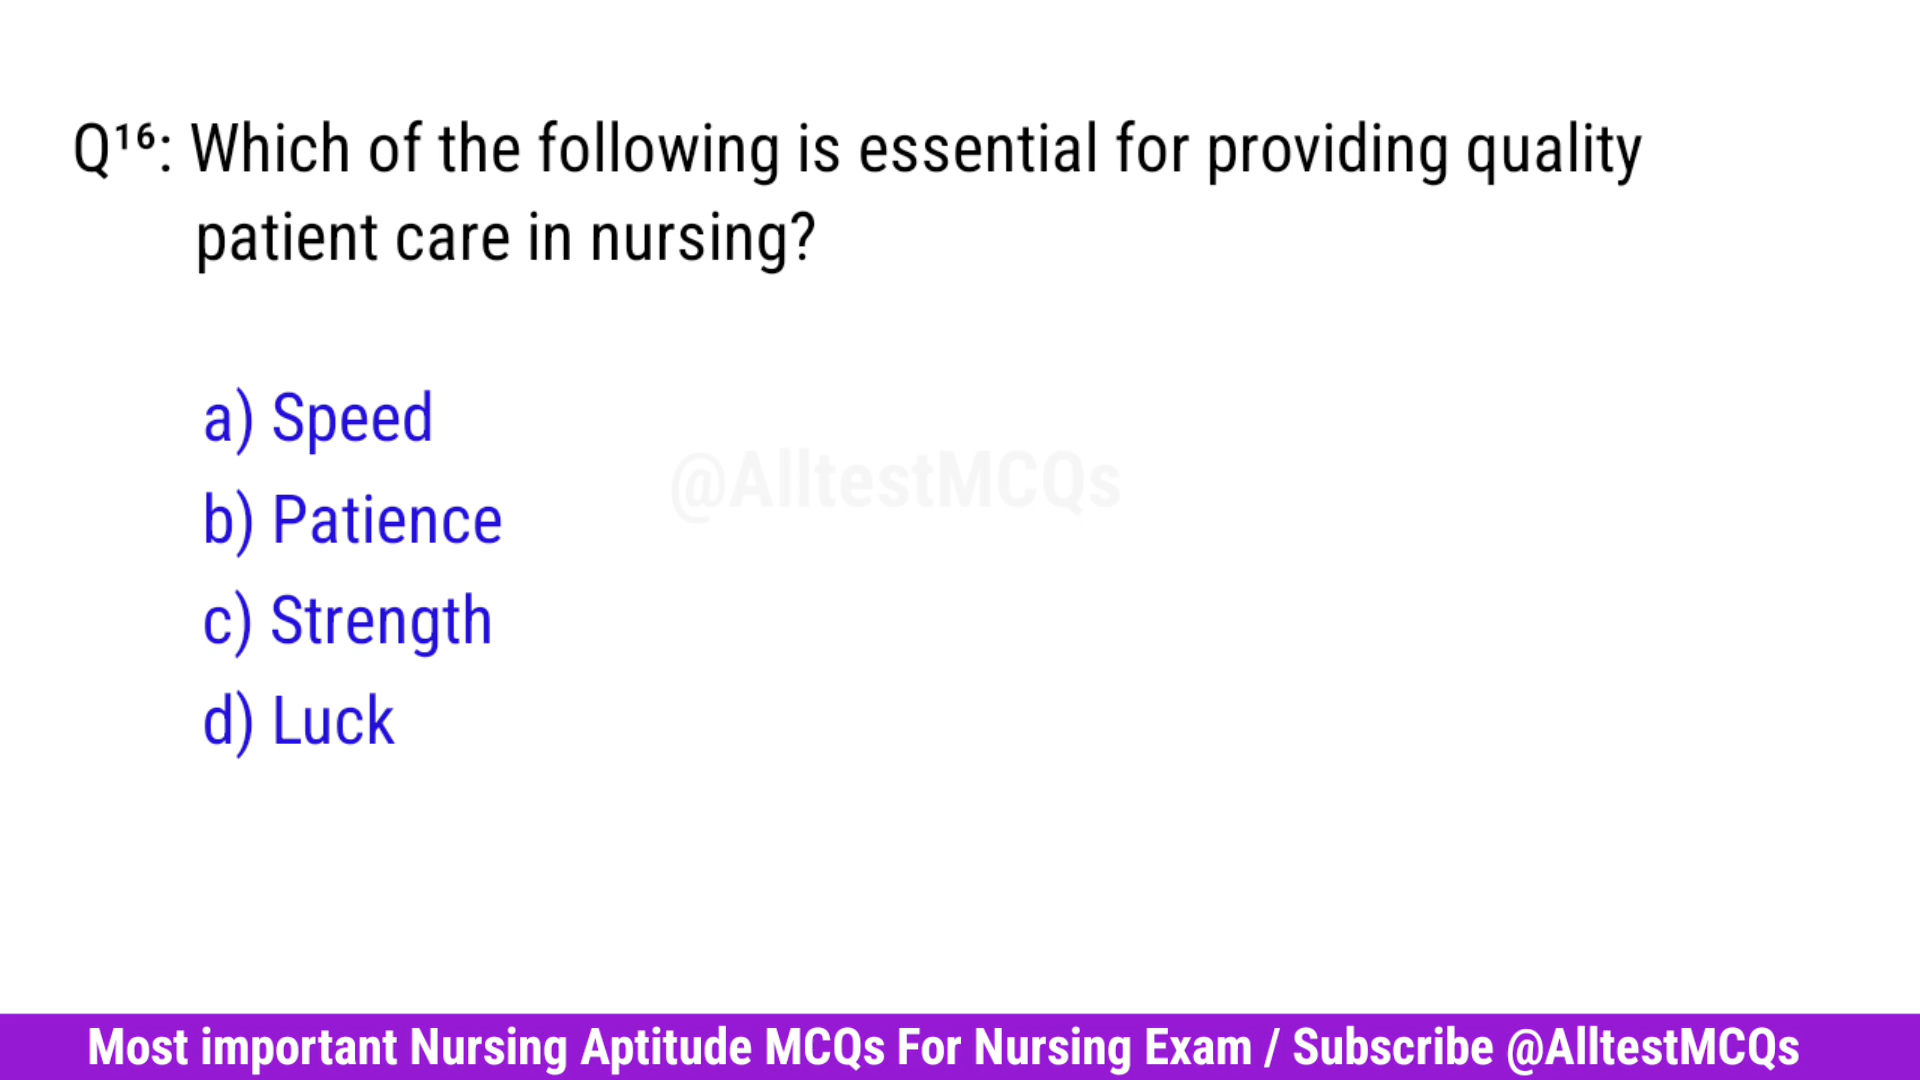 Q¹⁶: Which of the following is essential for providing quality
patient care in nursing?
a) Speed
@AlltestMCQs
b) Patience
c) Strength
d) Luck
Most important Nursing Aptitude MCQs For Nursing Exam / Subscribe @AlltestMCQs